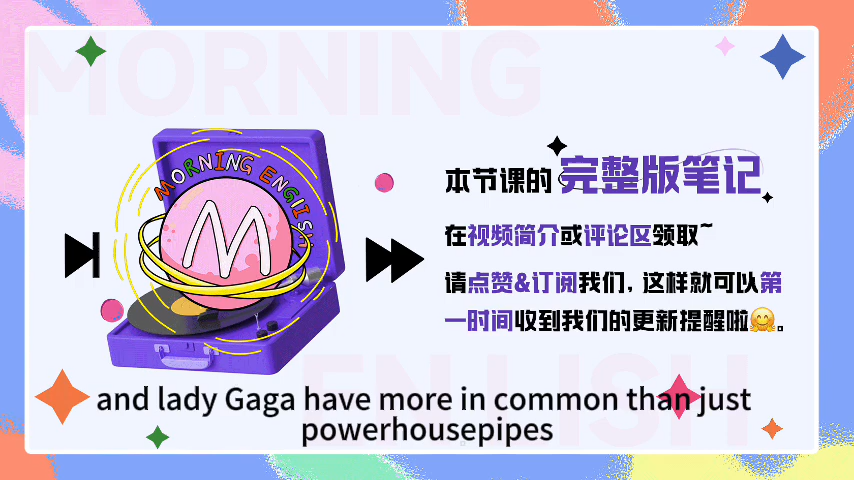 MORNING
MORNING ENGLISH
M
本节课的 完整版笔记
在视频简介或评论区领取~
请点赞&订阅我们，这样就可以第
一时间收到我们的更新提醒啦🤗。
and lady Gaga have more in common than just
powerhousepipes
ENGLISH